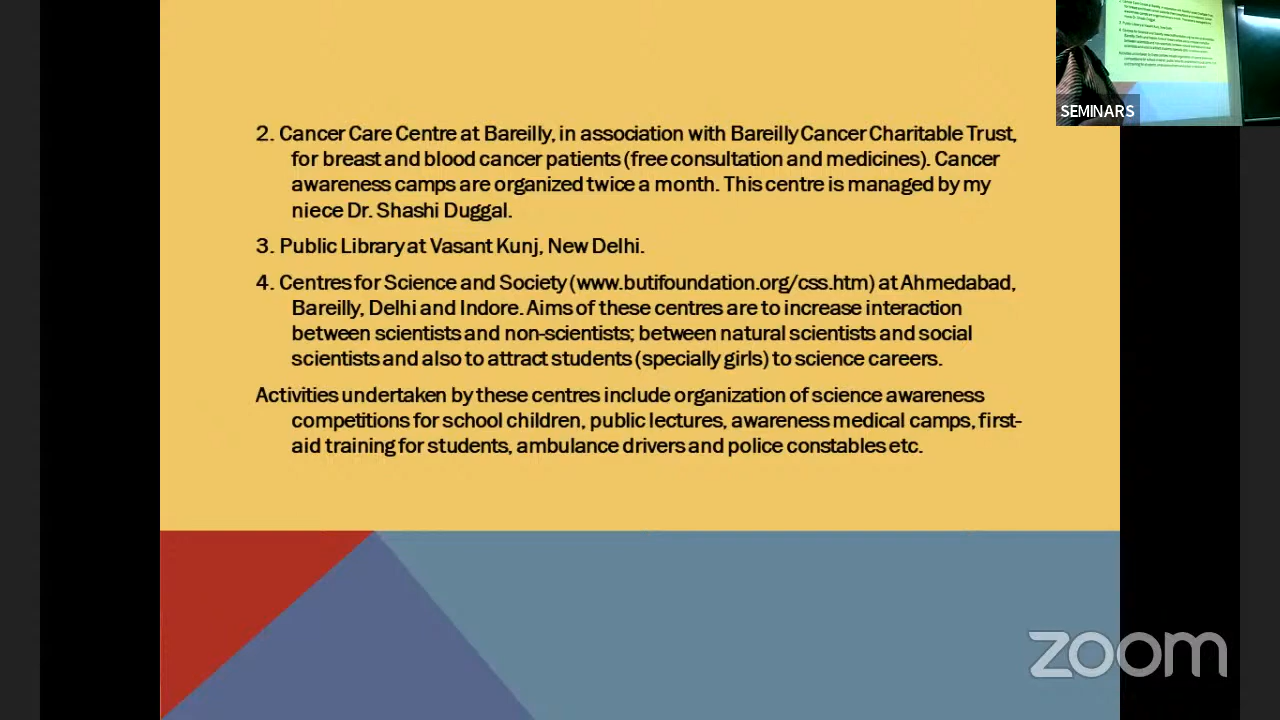 2. Cancer Care Centre at Bareilly, in association with Bareilly Cancer Charitable Trust,
for breast and blood cancer patients (free consultation and medicines). Cancer
awareness camps are organized twice a month. This centre is managed by my
niece Dr. Shashi Duggal.
3. Public Library at Vasant Kunj, New Delhi.
4. Centres for Science and Society (www.butifoundation.org/css.htm) at Ahmedabad,
Bareilly, Delhi and Indore. Aims of these centres are to increase interaction
between scientists and non-scientists; between natural scientists and social
scientists and also to attract students (specially girls) to science careers.
Activities undertaken by these centres include organization of science awareness
competitions for school children, public lectures, awareness medical camps, first-
aid training for students, ambulance drivers and police constables etc.
SEMINARS
zoom